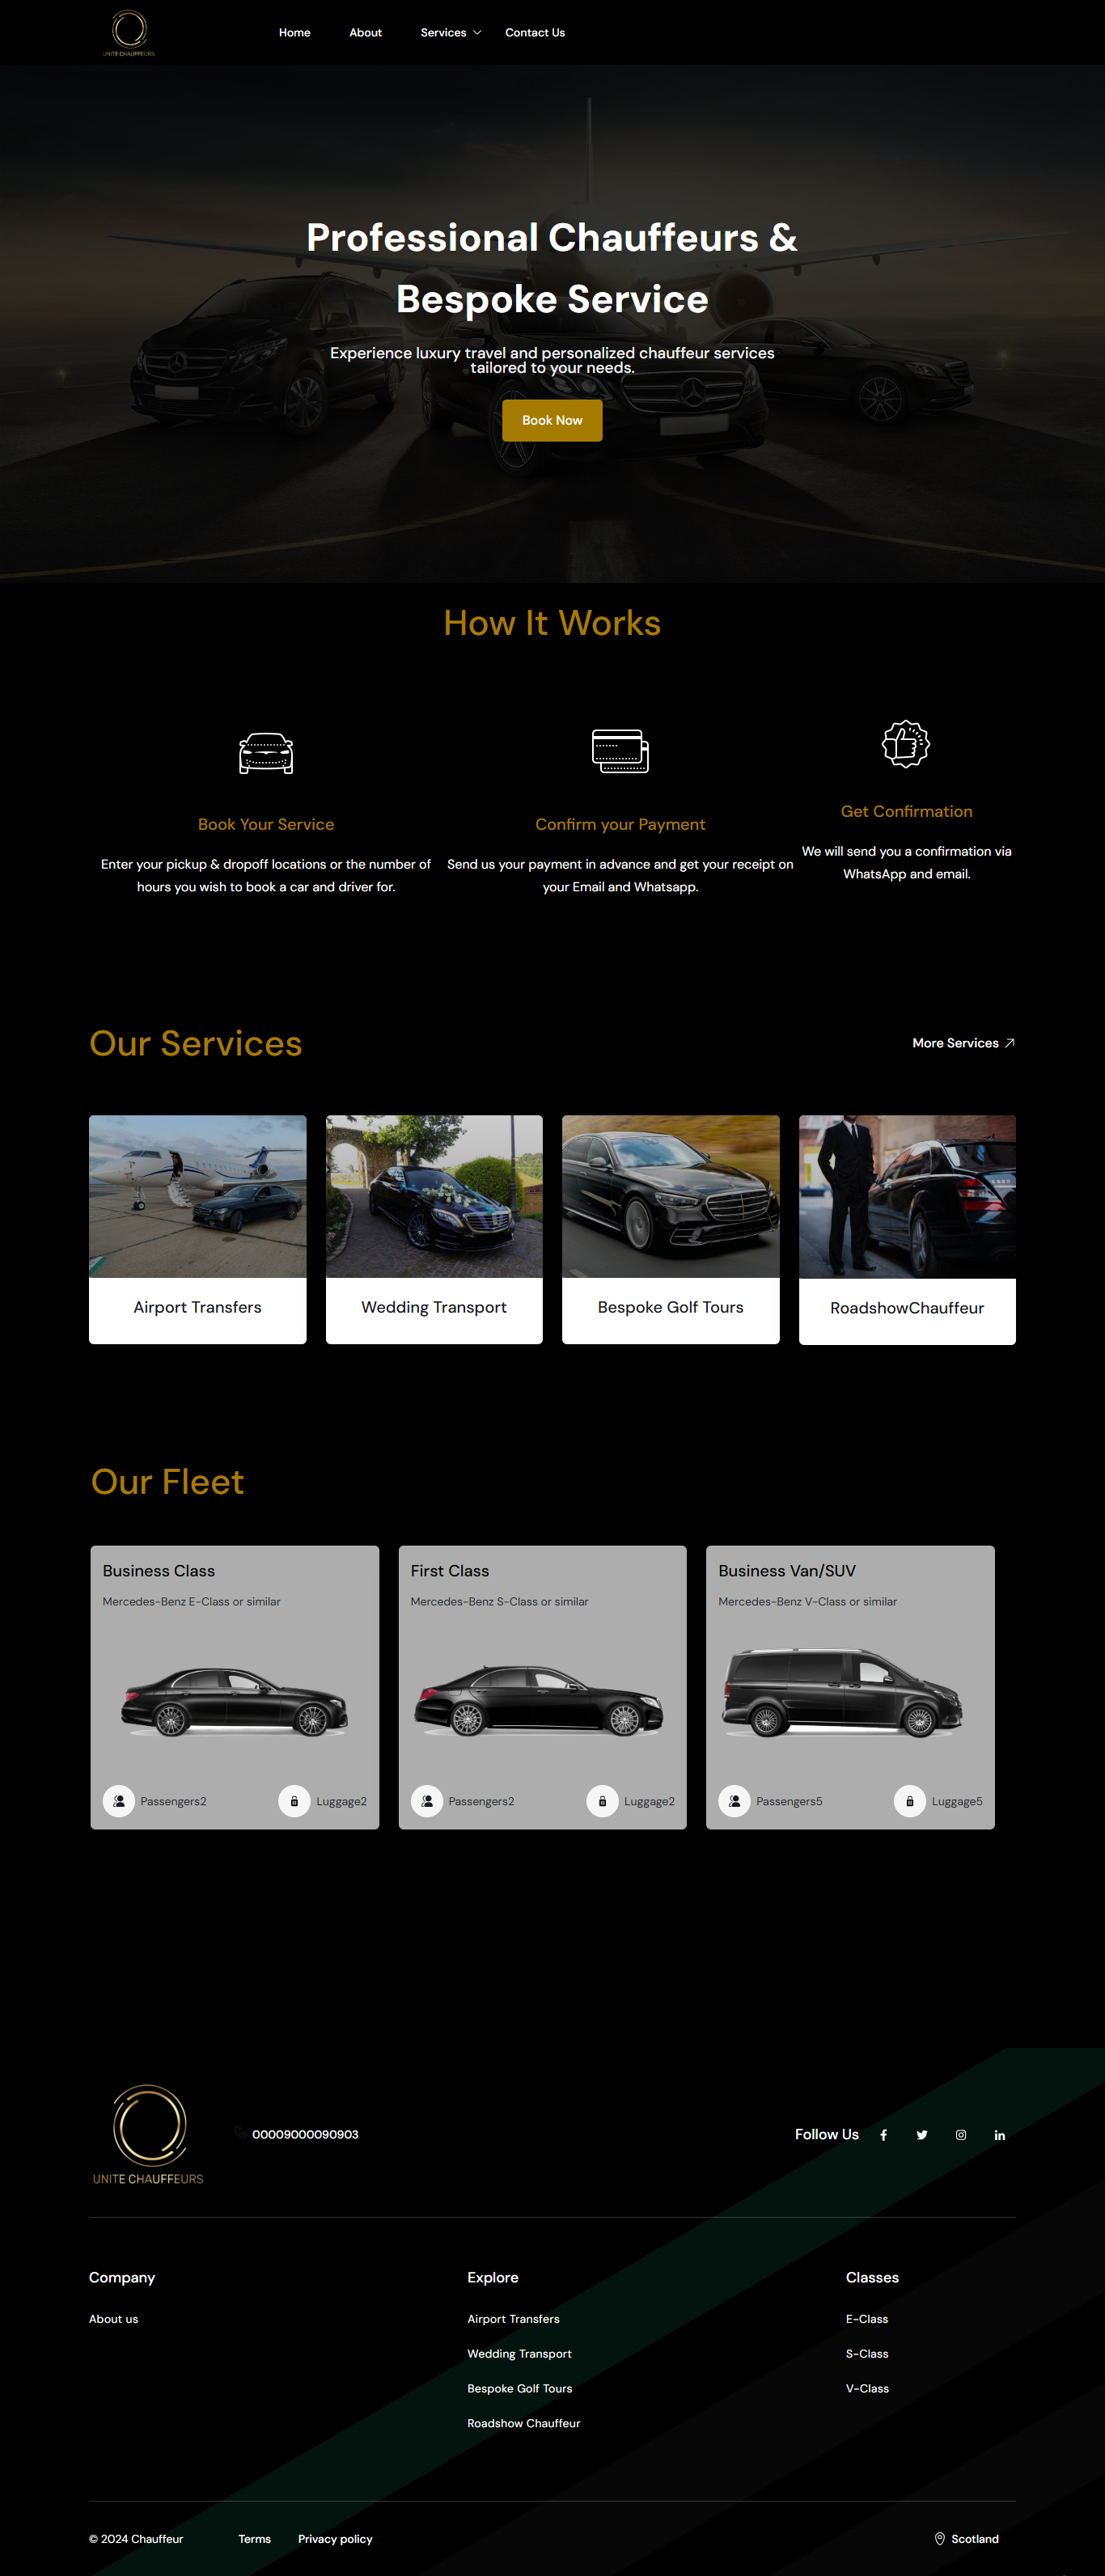 UNITE CHAUFFEURS
Home About Services Contact Us
Professional Chauffeurs &
Bespoke Service
Experience luxury travel and personalized chauffeur services
tailored to your needs.
Book Now
How It Works
Book Your Service
Enter your pickup & dropoff locations or the number of
hours you wish to book a car and driver for.
Confirm your Payment
Send us your payment in advance and get your receipt on
your Email and Whatsapp.
Get Confirmation
We will send you a confirmation via
WhatsApp and email.
Our Services
More Services
Airport Transfers
Wedding Transport
Bespoke Golf Tours
RoadshowChauffeur
Our Fleet
Business Class
Mercedes-Benz E-Class or similar
Passengers2 Luggage2
First Class
Mercedes-Benz S-Class or similar
Passengers2 Luggage2
Business Van/SUV
Mercedes-Benz V-Class or similar
Passengers5 Luggage5
UNITE CHAUFFEURS
00009000090903
Follow Us
Company
About us
Explore
Airport Transfers
Wedding Transport
Bespoke Golf Tours
Roadshow Chauffeur
Classes
E-Class
S-Class
V-Class
© 2024 Chauffeur Terms Privacy policy Scotland